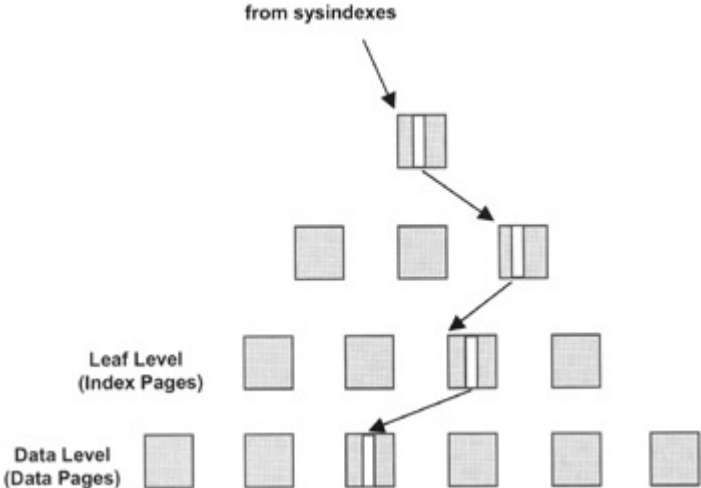 from sysindexes
Leaf Level
(Index Pages)
Data Level
(Data Pages)